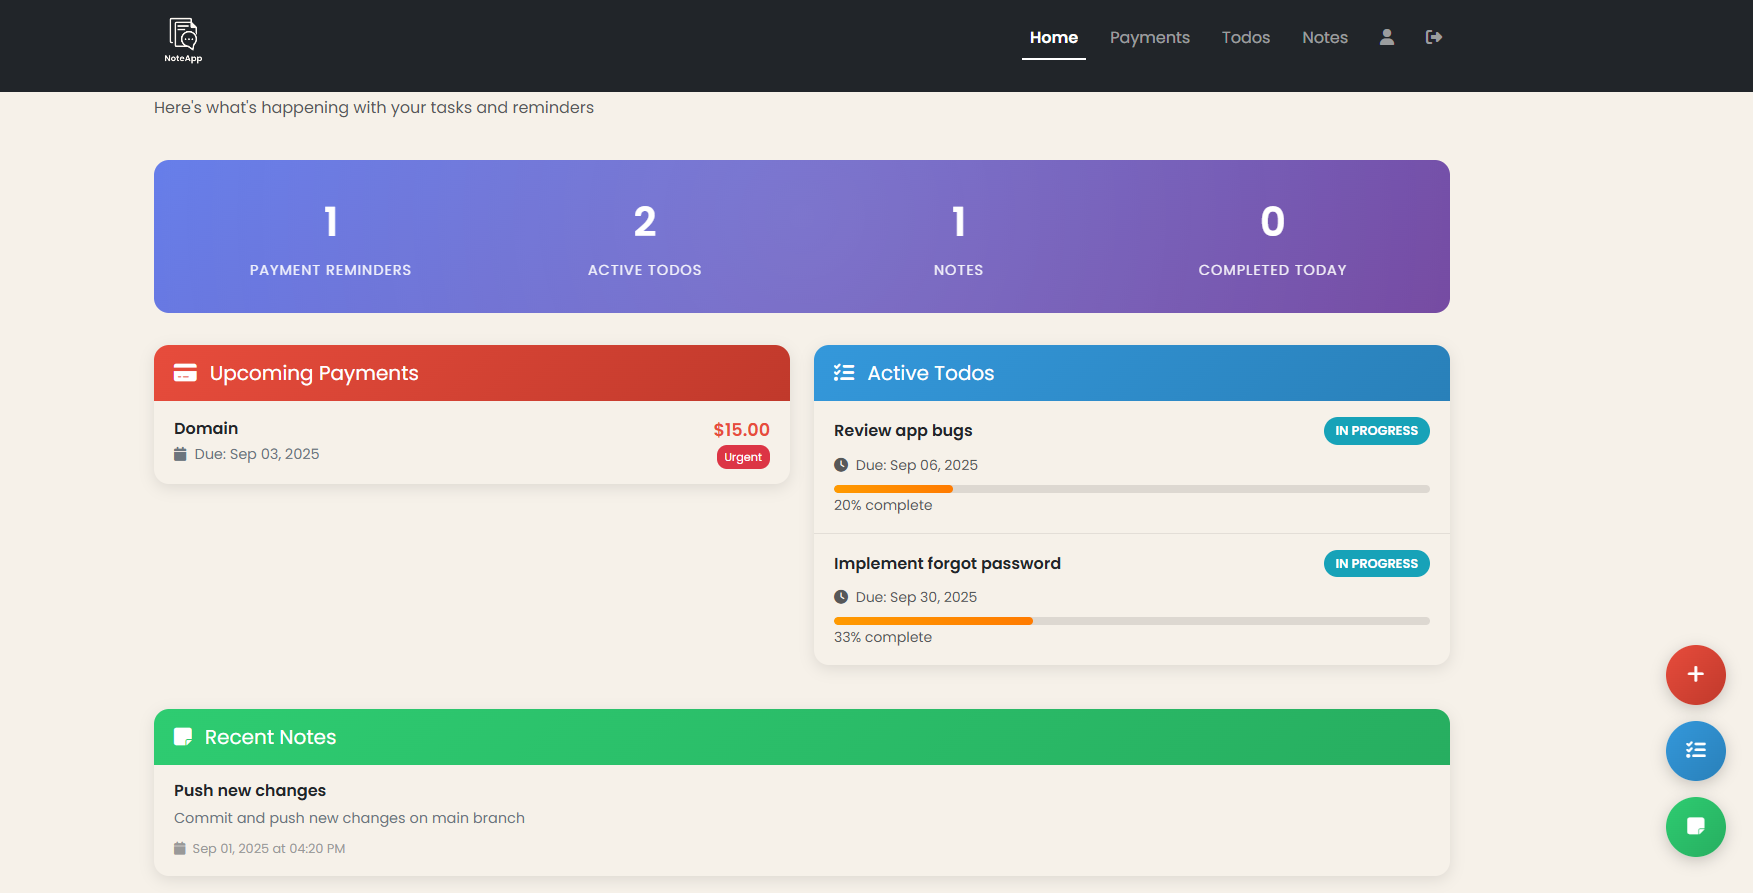 NoteApp
Home Payments Todos Notes
Here's what's happening with your tasks and reminders
1 2 1 0
PAYMENT REMINDERS ACTIVE TODOS NOTES COMPLETED TODAY
Upcoming Payments
Domain $15.00
Due: Sep 03, 2025 Urgent
Active Todos
Review app bugs IN PROGRESS
Due: Sep 06, 2025
20% complete
Implement forgot password IN PROGRESS
Due: Sep 30, 2025
33% complete
Recent Notes
Push new changes
Commit and push new changes on main branch
Sep 01, 2025 at 04:20 PM